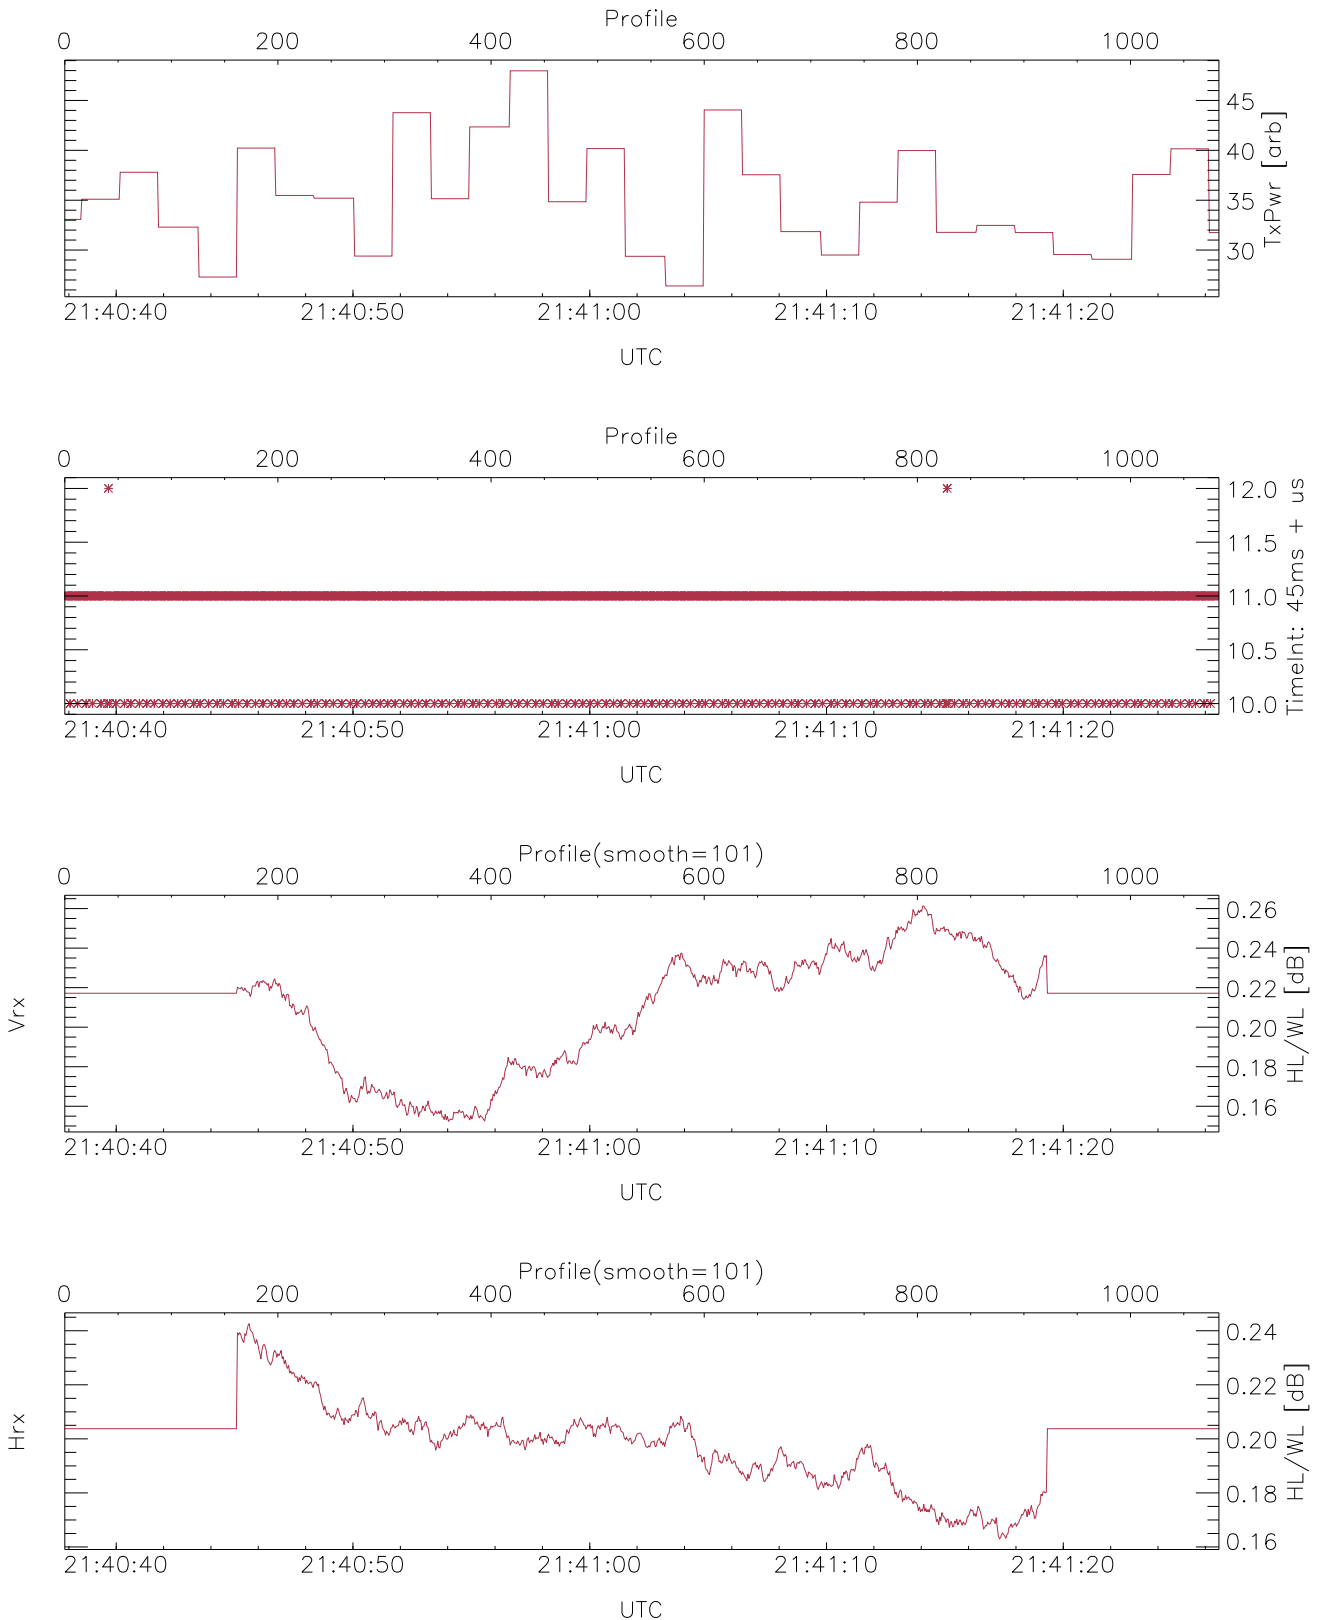 Profile
0 200 400 600 800 1000
45
40
35
30
TxPwr [arb]
21:40:40 21:40:50 21:41:00 21:41:10 21:41:20
UTC
Profile
0 200 400 600 800 1000
12.0
11.5
11.0
10.5
10.0
TimeInt: 45ms + us
21:40:40 21:40:50 21:41:00 21:41:10 21:41:20
UTC
Profile(smooth=101)
0 200 400 600 800 1000
Vrx
0.26
0.24
0.22
0.20
0.18
0.16
HL/WL [dB]
21:40:40 21:40:50 21:41:00 21:41:10 21:41:20
UTC
Profile(smooth=101)
0 200 400 600 800 1000
Hrx
0.24
0.22
0.20
0.18
0.16
HL/WL [dB]
21:40:40 21:40:50 21:41:00 21:41:10 21:41:20
UTC